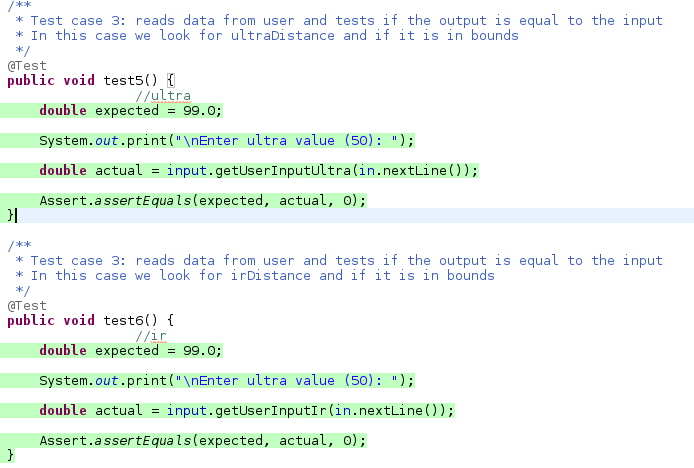 /**
 * Test case 3: reads data from user and tests if the output is equal to the input
 * In this case we look for ultraDistance and if it is in bounds
 */
@Test
public void test5() {
                //ultra
    double expected = 99.0;
    System.out.print("\nEnter ultra value (50): ");
    double actual = input.getUserInputUltra(in.nextLine());
    Assert.assertEquals(expected, actual, 0);
}
/**
 * Test case 3: reads data from user and tests if the output is equal to the input
 * In this case we look for irDistance and if it is in bounds
 */
@Test
public void test6() {
                //ir
    double expected = 99.0;
    System.out.print("\nEnter ultra value (50): ");
    double actual = input.getUserInputIr(in.nextLine());
    Assert.assertEquals(expected, actual, 0);
}